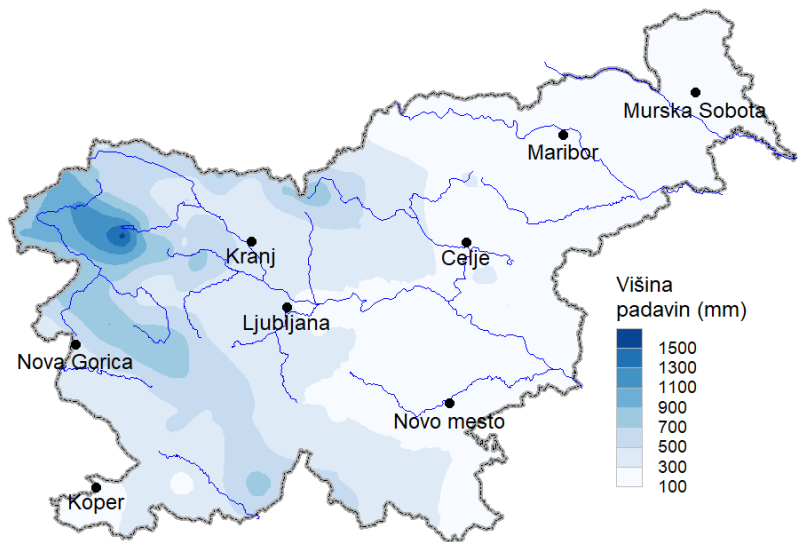 Murska Sobota
Maribor
Kranj
Celje
Višina
padavin (mm)
Ljubljana
1500
Nova Gorica
1300
1100
900
Novo mesto
700
500
300
Koper
100